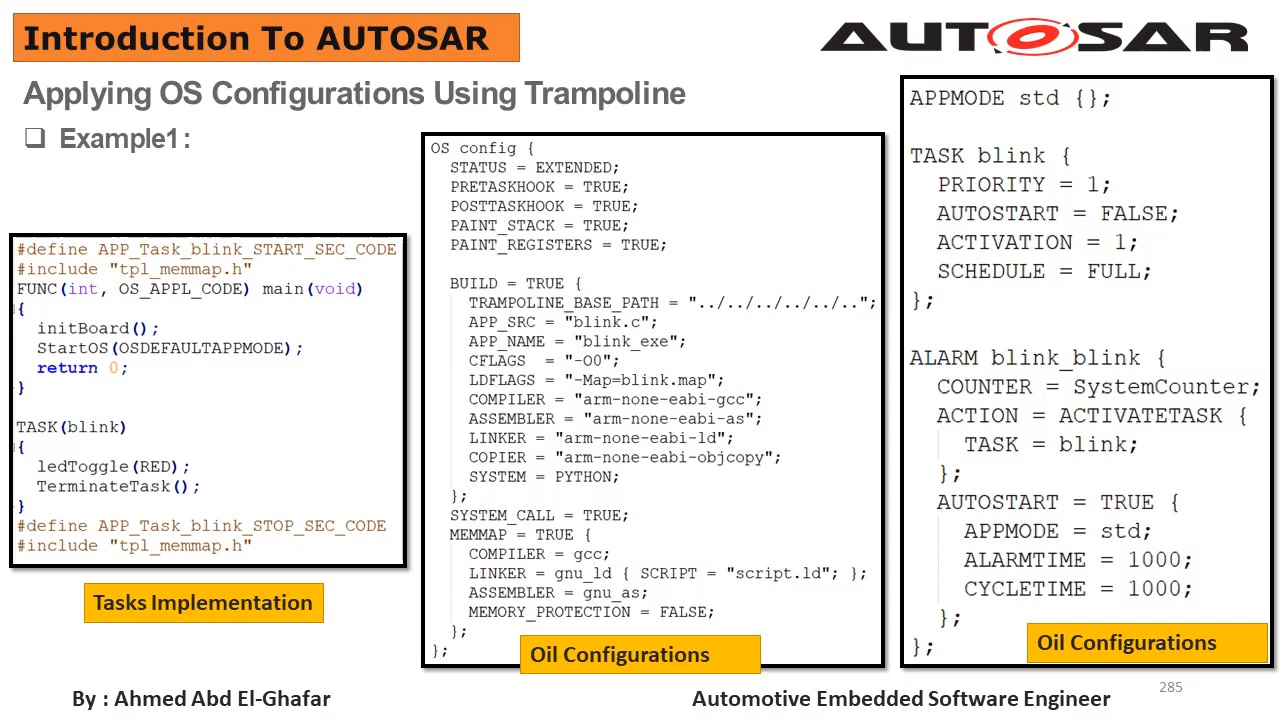 Introduction To AUTOSAR
AUTOSAR
Applying OS Configurations Using Trampoline
Example1:
#define APP_Task_blink_START_SEC_CODE
#include "tpl_memmap.h"
FUNC(int, OS_APPL_CODE) main(void)
{
initBoard();
StartOS(OSDEFAULTAPPMODE);
return 0;
}
TASK(blink)
{
ledToggle(RED);
TerminateTask();
}
#define APP_Task_blink_STOP_SEC_CODE
#include "tpl_memmap.h"
Tasks Implementation
OS config {
STATUS = EXTENDED;
PRETASKHOOK = TRUE;
POSTTASKHOOK = TRUE;
PAINT_STACK = TRUE;
PAINT_REGISTERS = TRUE;
BUILD = TRUE {
TRAMPOLINE_BASE_PATH = "../../../../../..";
APP_SRC = "blink.c";
APP_NAME = "blink_exe";
CFLAGS = "-O0";
LDFLAGS = "-Map=blink.map";
COMPILER = "arm-none-eabi-gcc";
ASSEMBLER = "arm-none-eabi-as";
LINKER = "arm-none-eabi-ld";
COPIER = "arm-none-eabi-objcopy";
SYSTEM = PYTHON;
};
SYSTEM_CALL = TRUE;
MEMMAP = TRUE {
COMPILER = gcc;
LINKER = gnu_ld { SCRIPT = "script.ld"; };
ASSEMBLER = gnu_as;
MEMORY_PROTECTION = FALSE;
};
};
Oil Configurations
APPMODE std {};
TASK blink {
PRIORITY = 1;
AUTOSTART = FALSE;
ACTIVATION = 1;
SCHEDULE = FULL;
};
ALARM blink_blink {
COUNTER = SystemCounter;
ACTION = ACTIVATETASK {
TASK = blink;
};
AUTOSTART = TRUE {
APPMODE = std;
ALARMTIME = 1000;
CYCLETIME = 1000;
};
};
Oil Configurations
By : Ahmed Abd El-Ghafar
Automotive Embedded Software Engineer
285